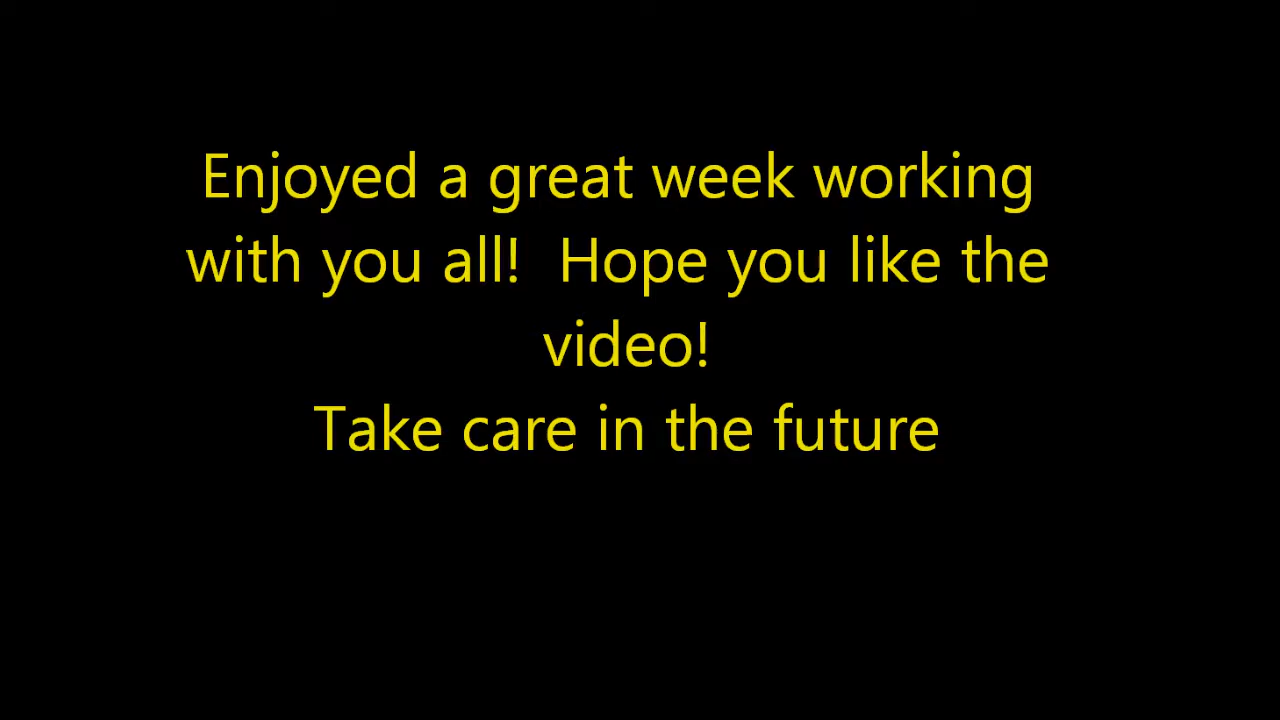 Enjoyed a great week working
with you all!  Hope you like the
video!
Take care in the future